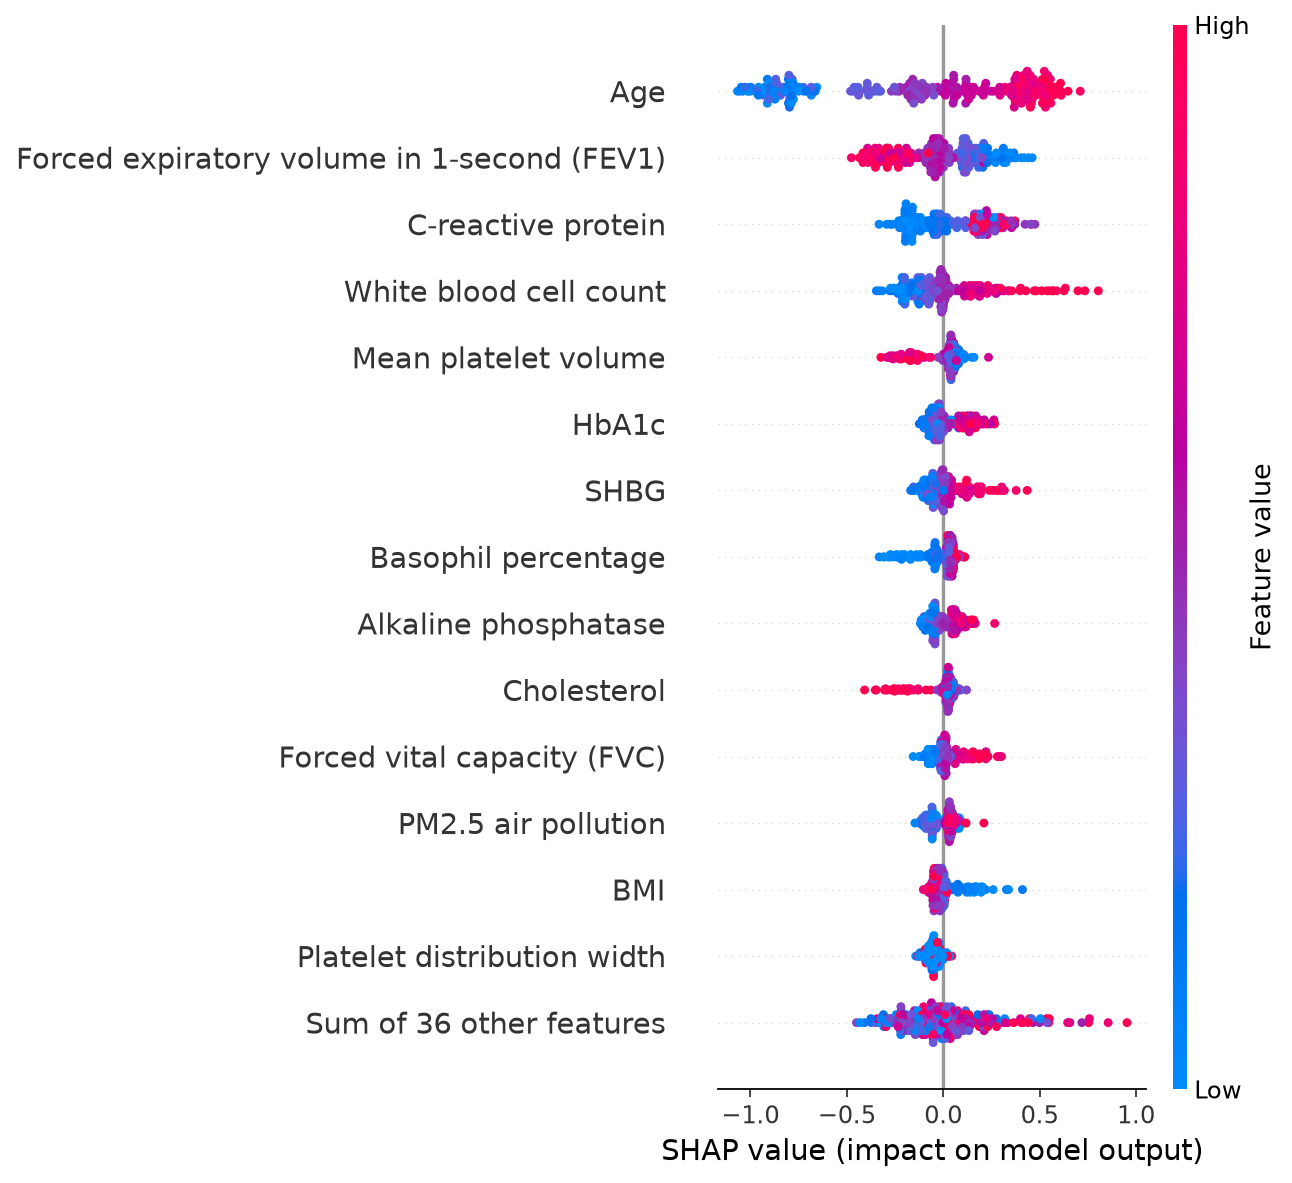 High
Age
Forced expiratory volume in 1-second (FEV1)
C-reactive protein
White blood cell count
Mean platelet volume
HbA1c
SHBG
Basophil percentage
Alkaline phosphatase
Cholesterol
Forced vital capacity (FVC)
PM2.5 air pollution
BMI
Platelet distribution width
Sum of 36 other features
Feature value
Low
−1.0 −0.5 0.0 0.5 1.0
SHAP value (impact on model output)